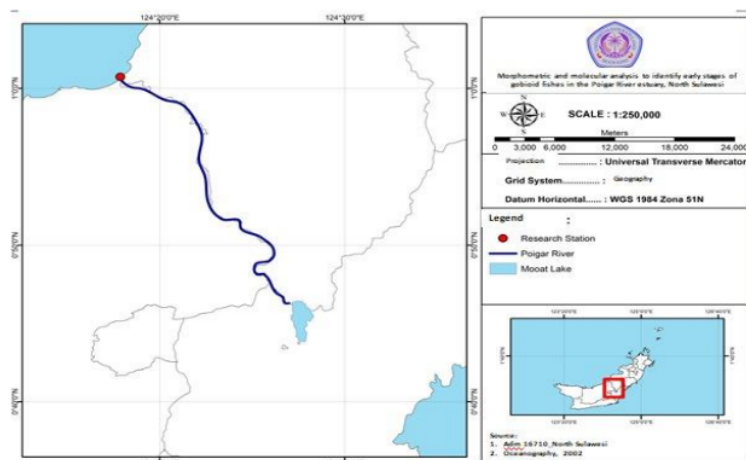 124°20'0"E
124°30'0"E
1°0'0"N
1°0'0"N
0°50'0"N
0°50'0"N
0°40'0"N
0°40'0"N
Morphometric and molecular analysis to identify early stages of
gobioid fishes in the Poigar River estuary, North Sulawesi
N
W
E
S
SCALE : 1:250,000
Meters
0 3,000 6,000 12,000 18,000 24,000
Projection .............. : Universal Transverse Mercator
Grid System............. : Geography
Datum Horizontal...... : WGS 1984 Zona 51N
Legend :
Research Station
Poigar River
Mooat Lake
Source:
1. Adm 16710_North Sulawesi
2. Oceanography, 2002